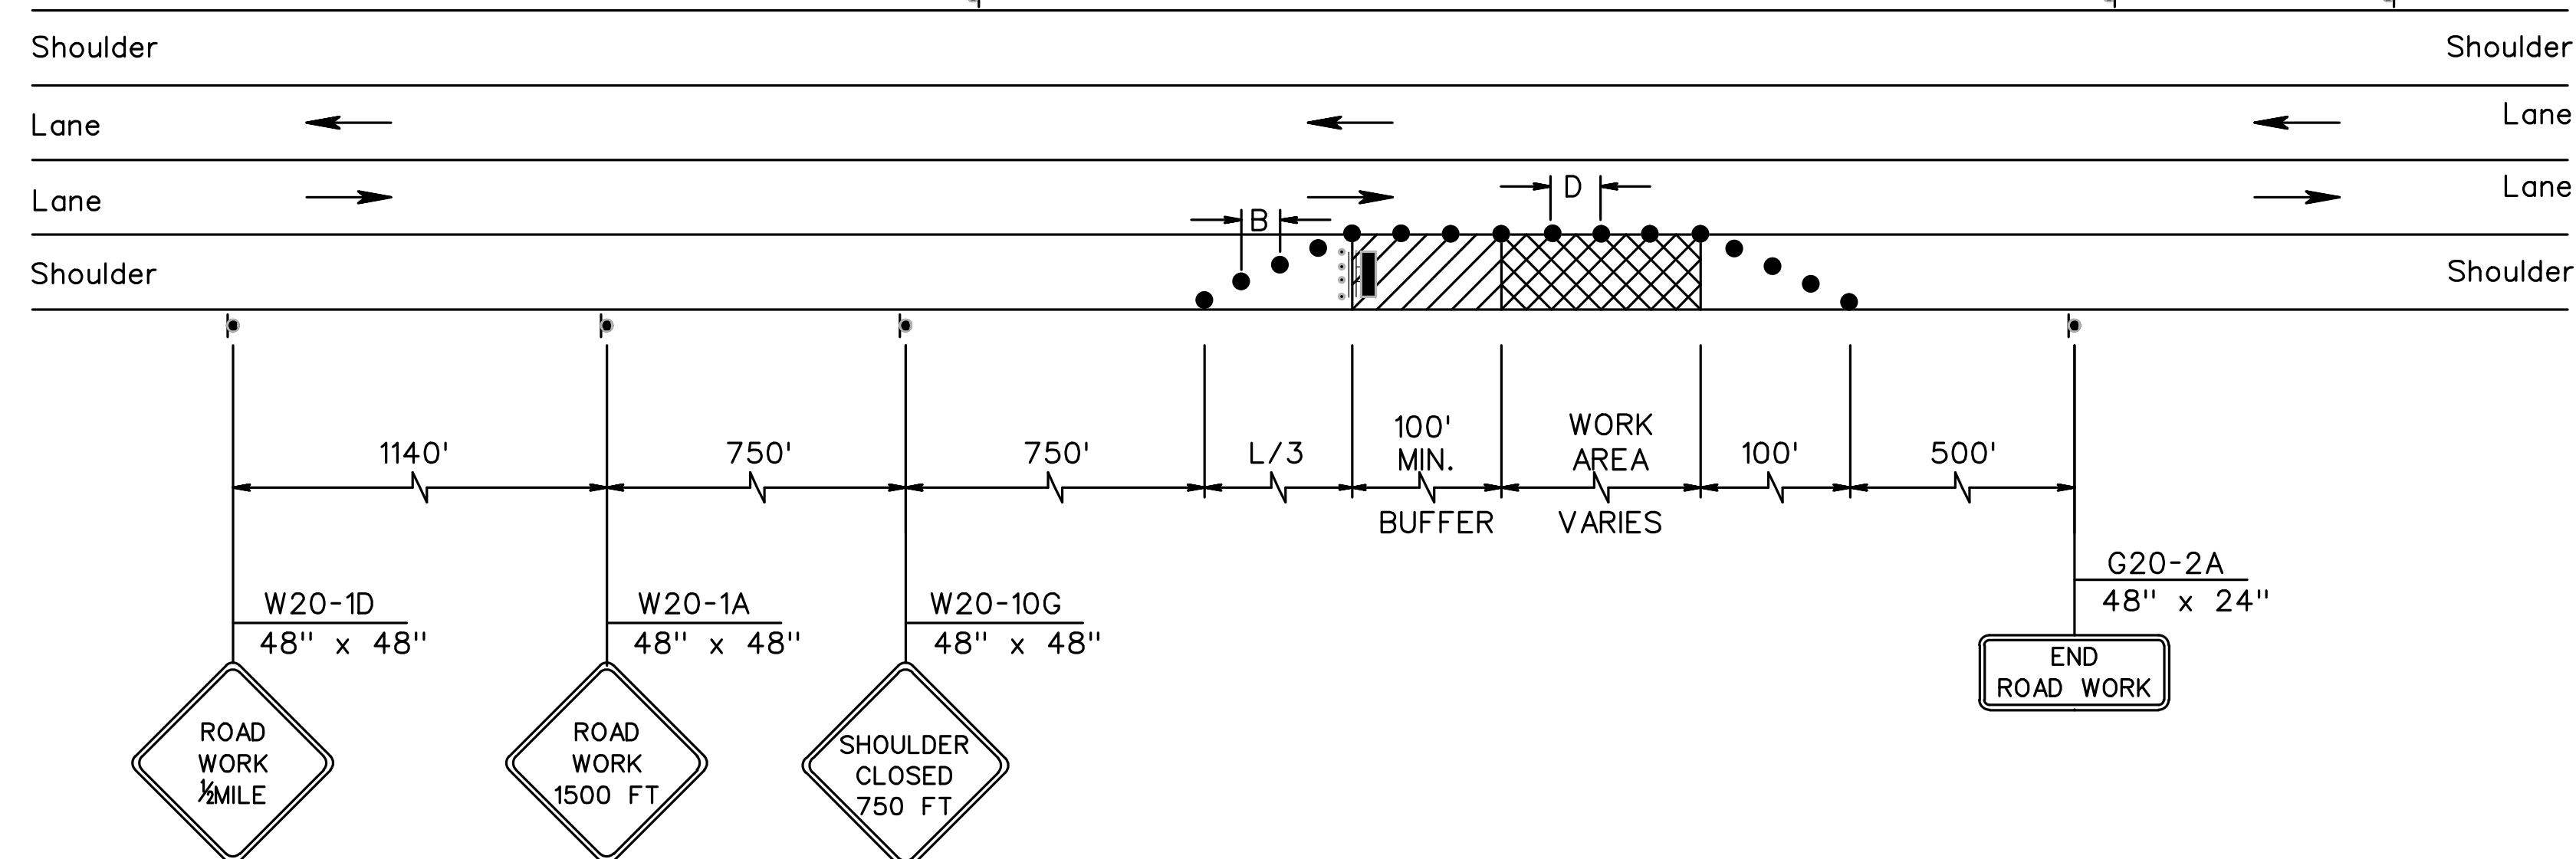 Shoulder Shoulder
Lane Lane
Lane Lane
D
B
Shoulder Shoulder
1140' 750' 750' L/3 100' MIN. BUFFER WORK AREA VARIES 100' 500'
W20-1D
48" x 48"
W20-1A
48" x 48"
W20-10G
48" x 48"
G20-2A
48" x 24"
ROAD
WORK
½MILE
ROAD
WORK
1500 FT
SHOULDER
CLOSED
750 FT
END
ROAD WORK